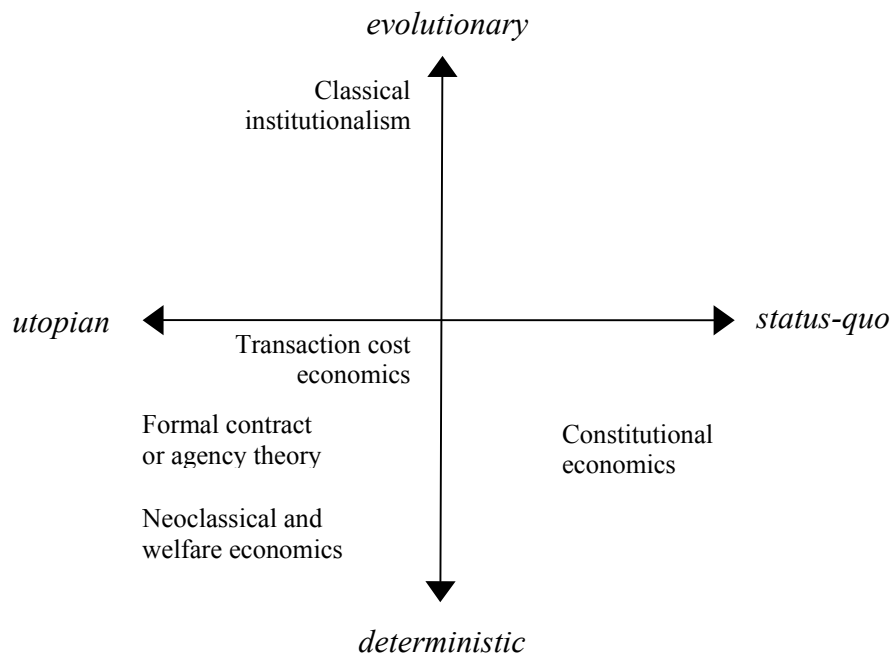 evolutionary
Classical
institutionalism
utopian
status-quo
Transaction cost
economics
Formal contract
or agency theory
Constitutional
economics
Neoclassical and
welfare economics
deterministic